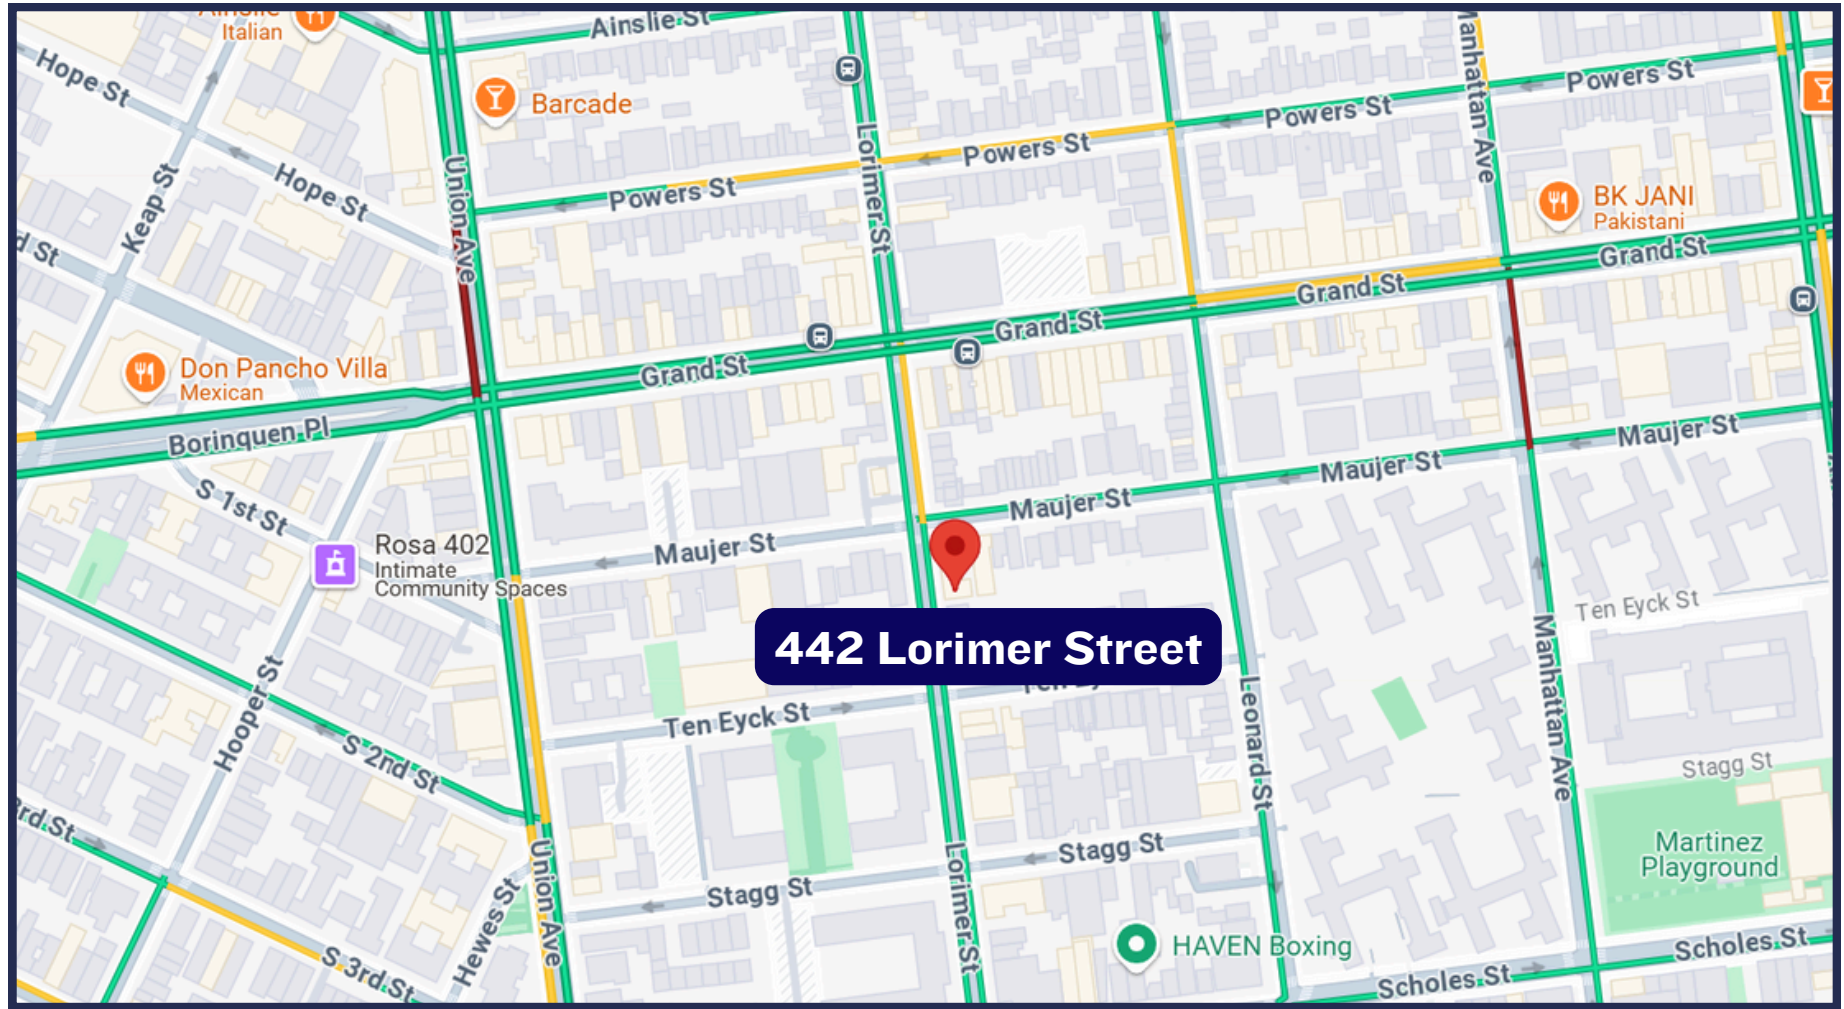 Ainslie
Italian
Ainslie St
Manhattan Ave
Hope St
Barcade
Powers St
Powers St
Powers St
Powers St
Keap St
Hope St
Union Ave
Lorimer St
BK JANI
Pakistani
d St
Grand St
Grand St
Grand St
Grand St
Don Pancho Villa
Mexican
Borinquen Pl
Maujer St
Maujer St
Maujer St
Maujer St
S 1st St
Rosa 402
Intimate
Community Spaces
442 Lorimer Street
Ten Eyck St
Ten Eyck St
Hooper St
S 2nd St
Leonard St
Manhattan Ave
Stagg St
3rd St
Martinez
Playground
Stagg St
Stagg St
Union Ave
Lorimer St
Hewes St
HAVEN Boxing
S 3rd St
Scholes St
Scholes St